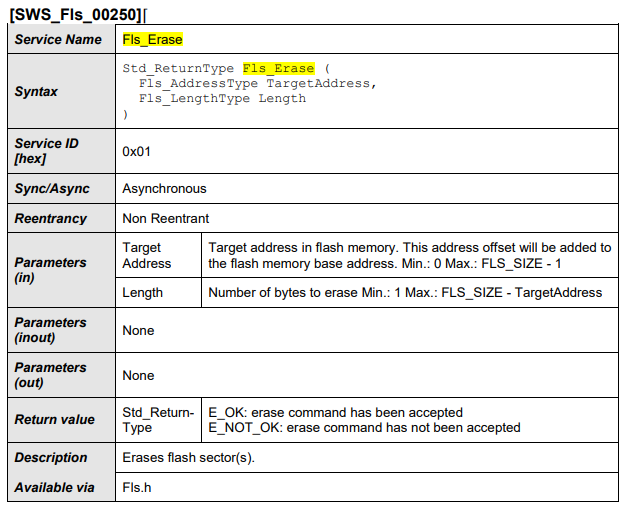 [SWS_Fls_00250]⌈
Service Name
Fls_Erase
Syntax
Std_ReturnType Fls_Erase (
Fls_AddressType TargetAddress,
Fls_LengthType Length
)
Service ID
[hex]
0x01
Sync/Async
Asynchronous
Reentrancy
Non Reentrant
Parameters
(in)
Target
Address
Target address in flash memory. This address offset will be added to
the flash memory base address. Min.: 0 Max.: FLS_SIZE - 1
Length
Number of bytes to erase Min.: 1 Max.: FLS_SIZE - TargetAddress
Parameters
(inout)
None
Parameters
(out)
None
Return value
Std_Return-
Type
E_OK: erase command has been accepted
E_NOT_OK: erase command has not been accepted
Description
Erases flash sector(s).
Available via
Fls.h